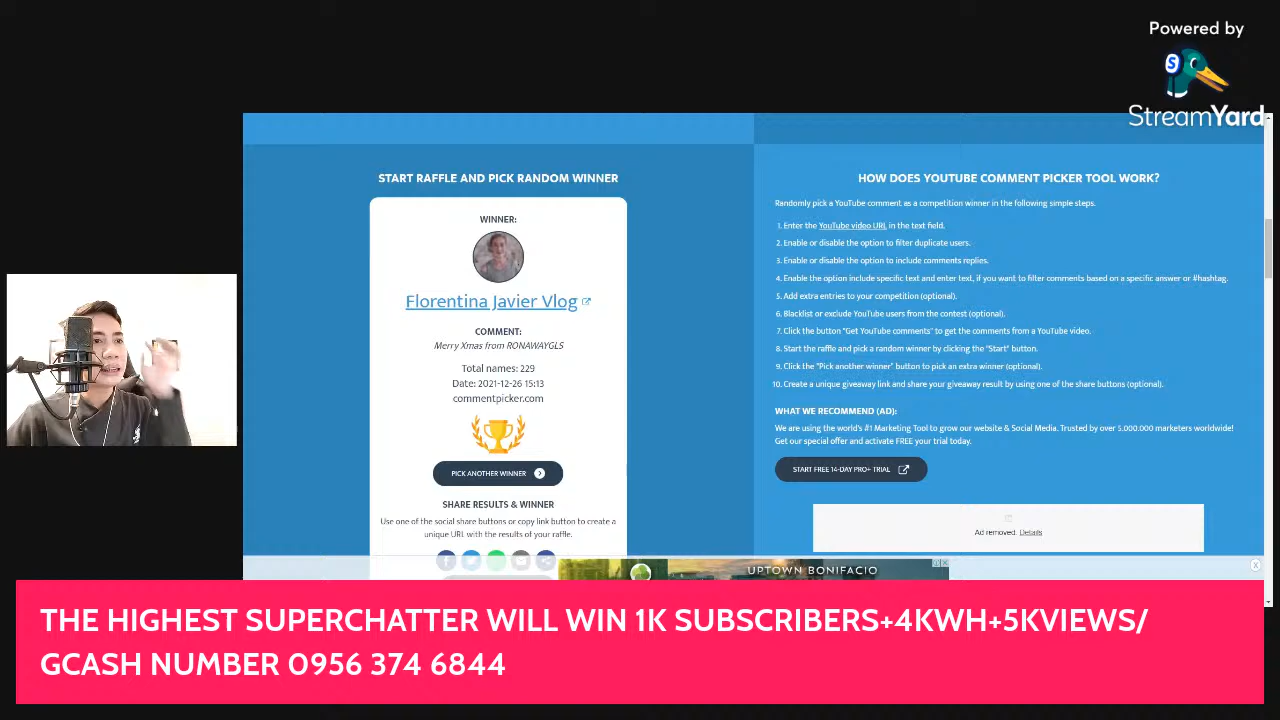 Powered by
StreamYard
START RAFFLE AND PICK RANDOM WINNER
WINNER:
Florentina Javier Vlog
COMMENT:
Merry Xmas from RONAWAYGLS
Total names: 229
Date: 2021-12-26 15:13
commentpicker.com
PICK ANOTHER WINNER
SHARE RESULTS & WINNER
Use one of the social share buttons or copy link button to create a
unique URL with the results of your raffle.
HOW DOES YOUTUBE COMMENT PICKER TOOL WORK?
Randomly pick a YouTube comment as a competition winner in the following simple steps.
1. Enter the YouTube video URL in the text field.
2. Enable or disable the option to filter duplicate users.
3. Enable or disable the option to include comments replies.
4. Enable the option include specific text and enter text, if you want to filter comments based on a specific answer or #hashtag.
5. Add extra entries to your competition (optional).
6. Blacklist or exclude YouTube users from the contest (optional).
7. Click the button "Get YouTube comments" to get the comments from a YouTube video.
8. Start the raffle and pick a random winner by clicking the "Start" button.
9. Click the "Pick another winner" button to pick an extra winner (optional).
10. Create a unique giveaway link and share your giveaway result by using one of the share buttons (optional).
WHAT WE RECOMMEND (AD):
We are using the world's #1 Marketing Tool to grow our website & Social Media. Trusted by over 5.000.000 marketers worldwide!
Get our special offer and activate FREE your trial today.
START FREE 14-DAY PRO+ TRIAL
Ad removed. Details
UPTOWN BONIFACIO
THE HIGHEST SUPERCHATTER WILL WIN 1K SUBSCRIBERS+4KWH+5KVIEWS/
GCASH NUMBER 0956 374 6844